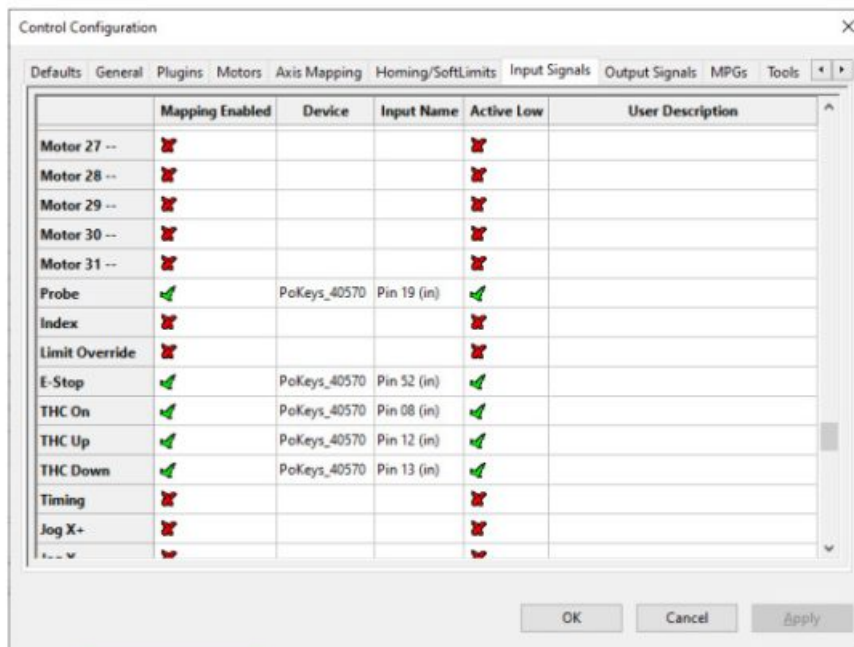 Control Configuration
Defaults General Plugins Motors Axis Mapping Homing/SoftLimits Input Signals Output Signals MPGs Tools
Mapping Enabled Device Input Name Active Low User Description
Motor 27 --
Motor 28 --
Motor 29 --
Motor 30 --
Motor 31 --
Probe PoKeys_40570 Pin 19 (in)
Index
Limit Override
E-Stop PoKeys_40570 Pin 52 (in)
THC On PoKeys_40570 Pin 08 (in)
THC Up PoKeys_40570 Pin 12 (in)
THC Down PoKeys_40570 Pin 13 (in)
Timing
Jog X+
OK Cancel Apply